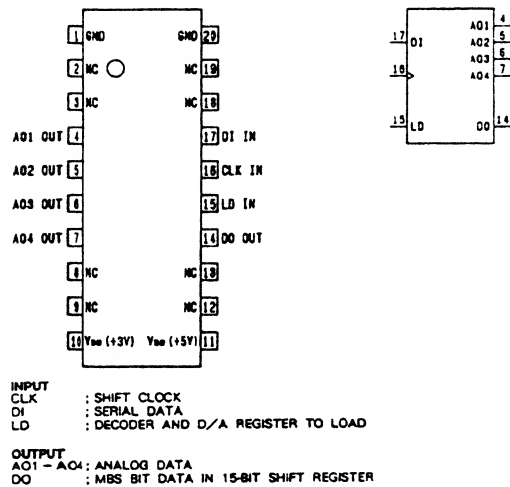 1 GND GND 20
2 NC NC 19
3 NC NC 18
AO1 OUT 4 17 DI IN
AO2 OUT 5 16 CLK IN
AO3 OUT 6 15 LD IN
AO4 OUT 7 14 DO OUT
8 NC NC 13
9 NC NC 12
10 (+3V) (+5V) 11
AO1 4
17 DI AO2 5
AO3 6
16 AO4 7
15 LD DO 14
INPUT
CLK : SHIFT CLOCK
DI : SERIAL DATA
LD : DECODER AND D/A REGISTER TO LOAD
OUTPUT
AO1 - AO4 : ANALOG DATA
DO : MBS BIT DATA IN 15-BIT SHIFT REGISTER